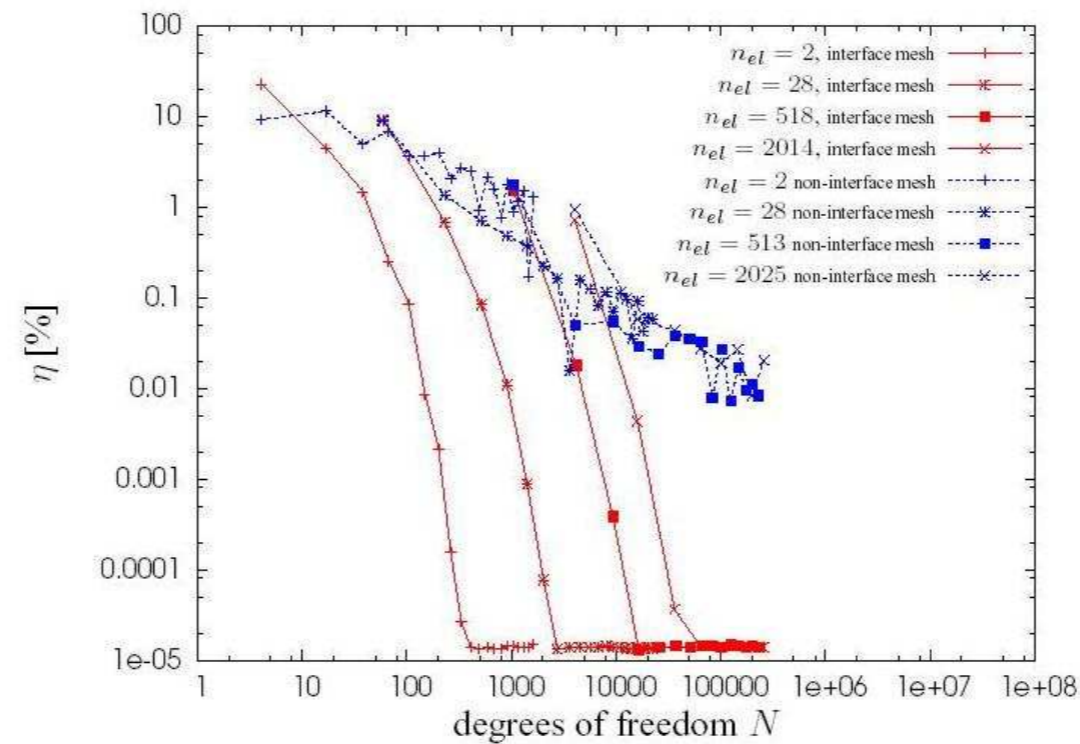 100
10
1
0.1
0.01
0.001
0.0001
1e-05
η [%]
n_el = 2, interface mesh
n_el = 28, interface mesh
n_el = 518, interface mesh
n_el = 2014, interface mesh
n_el = 2 non-interface mesh
n_el = 28 non-interface mesh
n_el = 513 non-interface mesh
n_el = 2025 non-interface mesh
1 10 100 1000 10000 100000 1e+06 1e+07 1e+08
degrees of freedom N